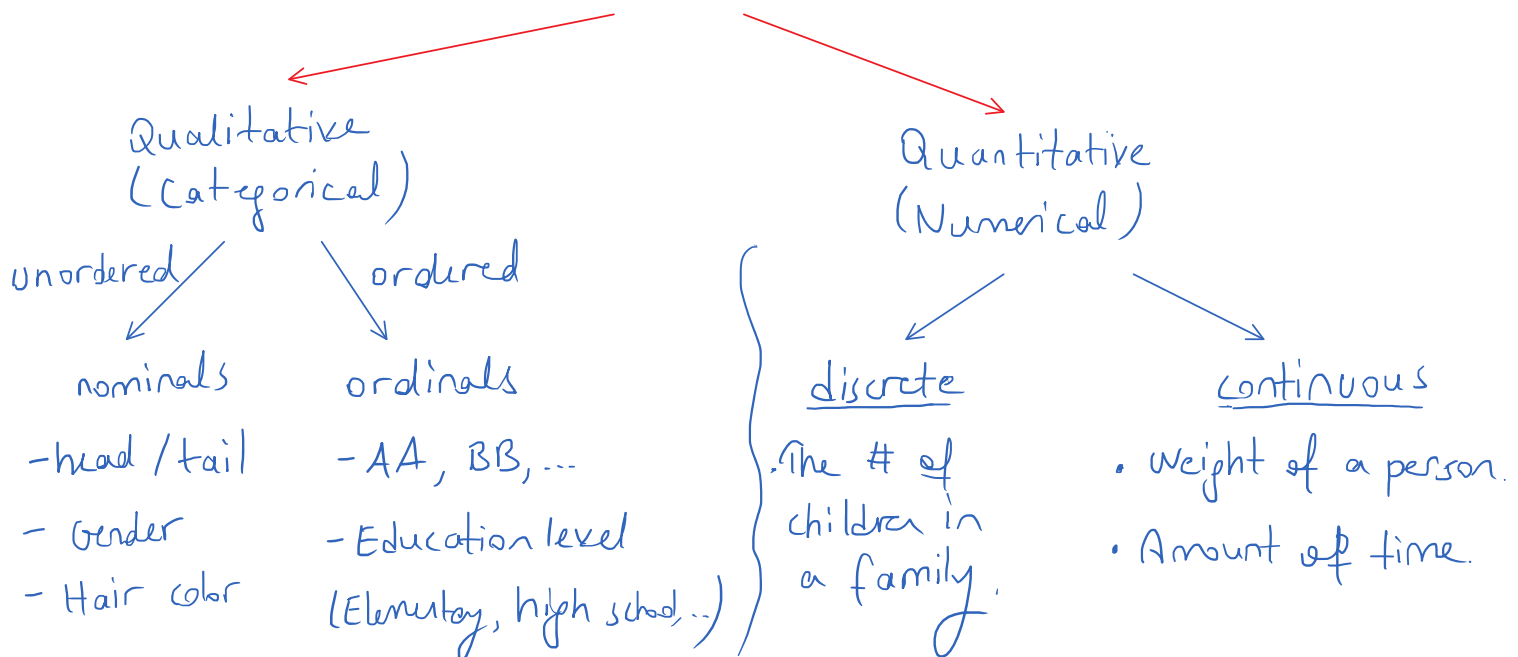 Qualitative
(Categorical)
unordered
ordered
nominals
- head / tail
- Gender
- Hair color
ordinals
- AA, BB, ...
- Education level
(Elementay, high school, ...)
Quantitative
(Numerical)
discrete
. The # of
children in
a family.
continuous
• weight of a person.
• Amount of time.